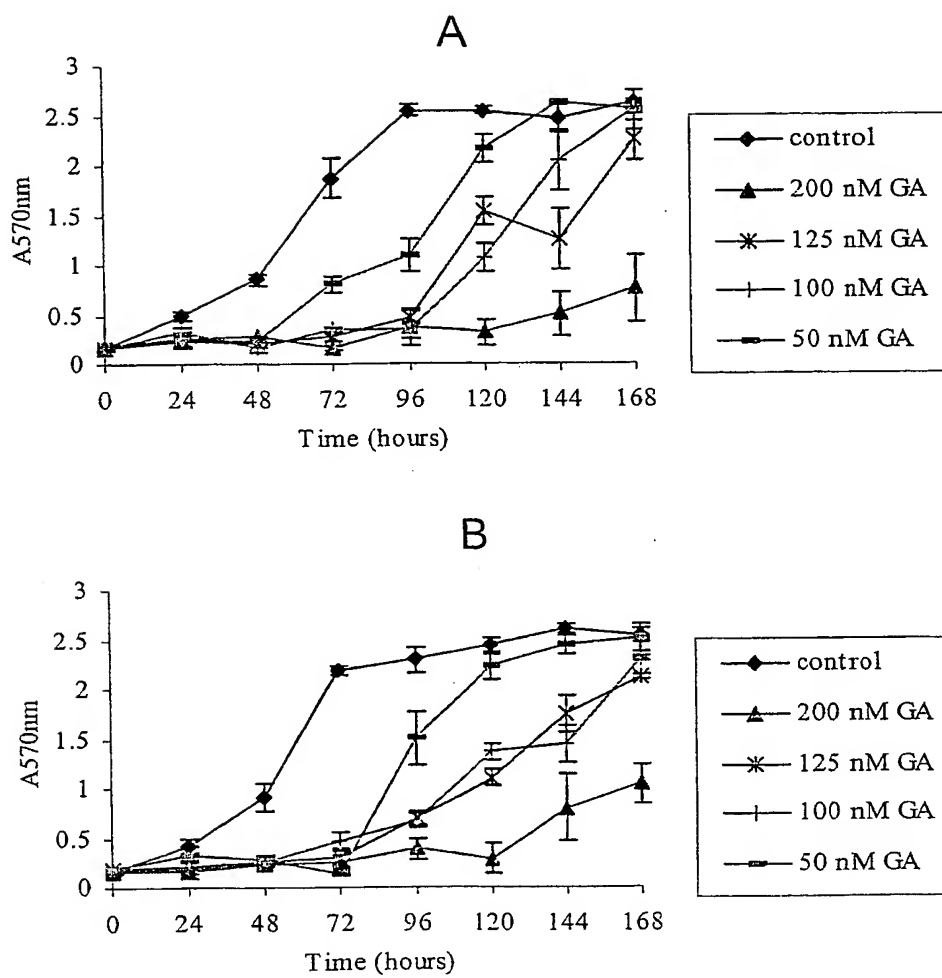 A
3
2.5
2
1.5
1
0.5
0
A570nm
0 24 48 72 96 120 144 168
Time (hours)
control
200 nM GA
125 nM GA
100 nM GA
50 nM GA
B
3
2.5
2
1.5
1
0.5
0
A570nm
0 24 48 72 96 120 144 168
Time (hours)
control
200 nM GA
125 nM GA
100 nM GA
50 nM GA